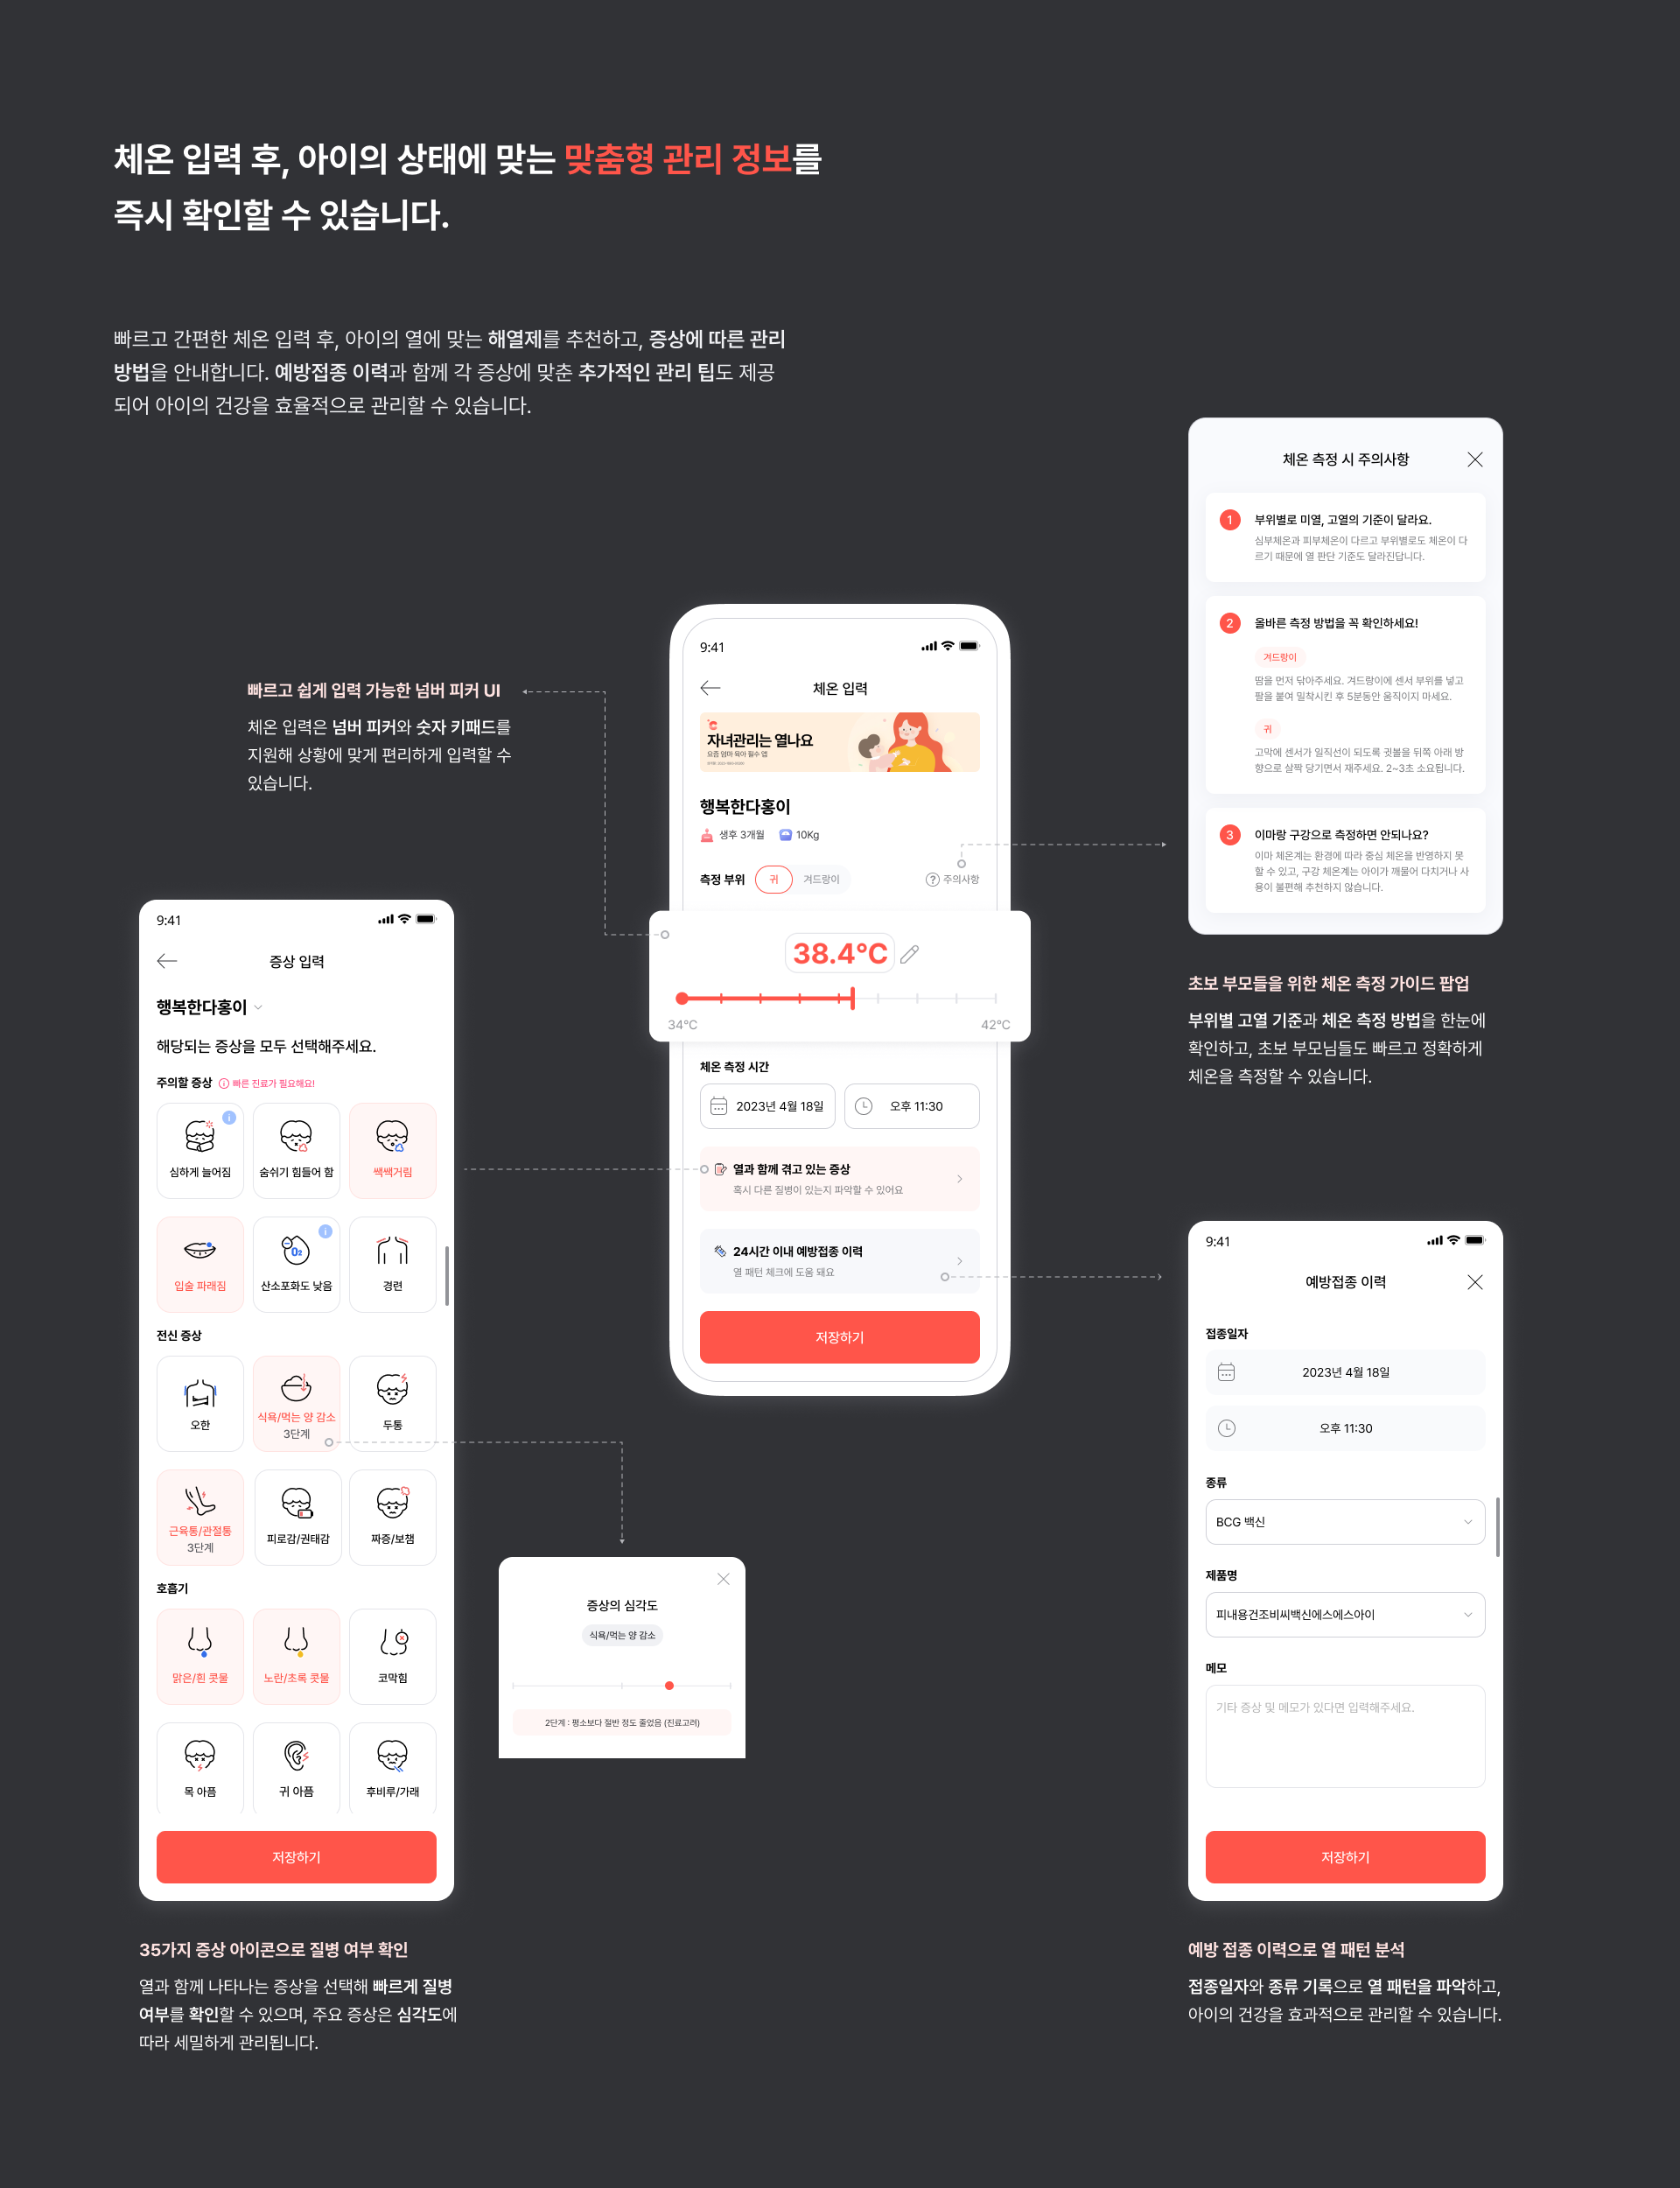 체온 입력 후, 아이의 상태에 맞는 맞춤형 관리 정보를
즉시 확인할 수 있습니다.
빠르고 간편한 체온 입력 후, 아이의 열에 맞는 해열제를 추천하고, 증상에 따른 관리
방법을 안내합니다. 예방접종 이력과 함께 각 증상에 맞춘 추가적인 관리 팁도 제공
되어 아이의 건강을 효율적으로 관리할 수 있습니다.
체온 측정 시 주의사항
1 부위별로 미열, 고열의 기준이 달라요.
심부체온과 피부체온이 다르고 부위별로도 체온이 다
르기 때문에 열 판단 기준도 달라진답니다.
2 올바른 측정 방법을 꼭 확인하세요!
겨드랑이
땀을 먼저 닦아주세요. 겨드랑이에 센서 부위를 넣고
팔을 붙여 밀착시킨 후 5분동안 움직이지 마세요.
귀
고막에 센서가 일직선이 되도록 귓볼을 뒤쪽 아래 방
향으로 살짝 당기면서 재주세요. 2~3초 소요됩니다.
3 이마랑 구강으로 측정하면 안되나요?
이마 체온계는 환경에 따라 중심 체온을 반영하지 못
할 수 있고, 구강 체온계는 아이가 깨물어 다치거나 사
용이 불편해 추천하지 않습니다.
초보 부모들을 위한 체온 측정 가이드 팝업
부위별 고열 기준과 체온 측정 방법을 한눈에
확인하고, 초보 부모님들도 빠르고 정확하게
체온을 측정할 수 있습니다.
빠르고 쉽게 입력 가능한 넘버 피커 UI
체온 입력은 넘버 피커와 숫자 키패드를
지원해 상황에 맞게 편리하게 입력할 수
있습니다.
9:41
체온 입력
자녀관리는 열나요
요즘 엄마 육아 필수 앱
행복한다홍이
생후 3개월 10Kg
측정 부위 귀 겨드랑이 ? 주의사항
38.4°C
34°C 42°C
체온 측정 시간
2023년 4월 18일 오후 11:30
열과 함께 겪고 있는 증상
혹시 다른 질병이 있는지 파악할 수 있어요
24시간 이내 예방접종 이력
열 패턴 체크에 도움 돼요
저장하기
9:41
증상 입력
행복한다홍이
해당되는 증상을 모두 선택해주세요.
주의할 증상 빠른 진료가 필요해요!
심하게 늘어짐 숨쉬기 힘들어 함 쌕쌕거림
O₂
입술 파래짐 산소포화도 낮음 경련
전신 증상
오한 식욕/먹는 양 감소 두통
3단계
근육통/관절통 피로감/권태감 짜증/보챔
3단계
호흡기
맑은/흰 콧물 노란/초록 콧물 코막힘
목 아픔 귀 아픔 후비루/가래
저장하기
35가지 증상 아이콘으로 질병 여부 확인
열과 함께 나타나는 증상을 선택해 빠르게 질병
여부를 확인할 수 있으며, 주요 증상은 심각도에
따라 세밀하게 관리됩니다.
증상의 심각도
식욕/먹는 양 감소
2단계 : 평소보다 절반 정도 줄었음 (진료고려)
9:41
예방접종 이력
접종일자
2023년 4월 18일
오후 11:30
종류
BCG 백신
제품명
피내용건조비씨백신에스에스아이
메모
기타 증상 및 메모가 있다면 입력해주세요.
저장하기
예방 접종 이력으로 열 패턴 분석
접종일자와 종류 기록으로 열 패턴을 파악하고,
아이의 건강을 효과적으로 관리할 수 있습니다.